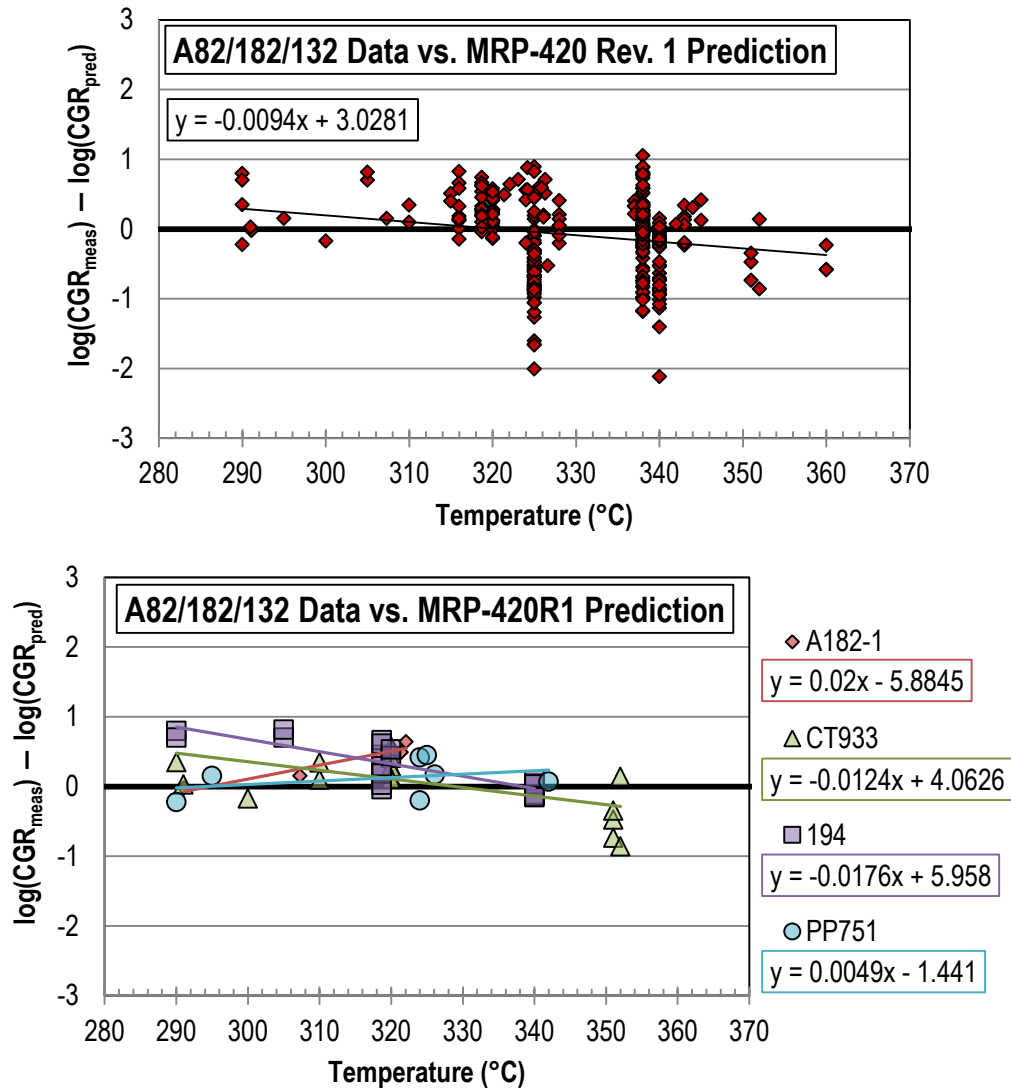 A82/182/132 Data vs. MRP-420 Rev. 1 Prediction
y = -0.0094x + 3.0281
log(CGRmeas) – log(CGRpred)
3
2
1
0
-1
-2
-3
280 290 300 310 320 330 340 350 360 370
Temperature (°C)
A82/182/132 Data vs. MRP-420R1 Prediction
log(CGRmeas) – log(CGRpred)
3
2
1
0
-1
-2
-3
280 290 300 310 320 330 340 350 360 370
Temperature (°C)
A182-1
y = 0.02x - 5.8845
CT933
y = -0.0124x + 4.0626
194
y = -0.0176x + 5.958
PP751
y = 0.0049x - 1.441